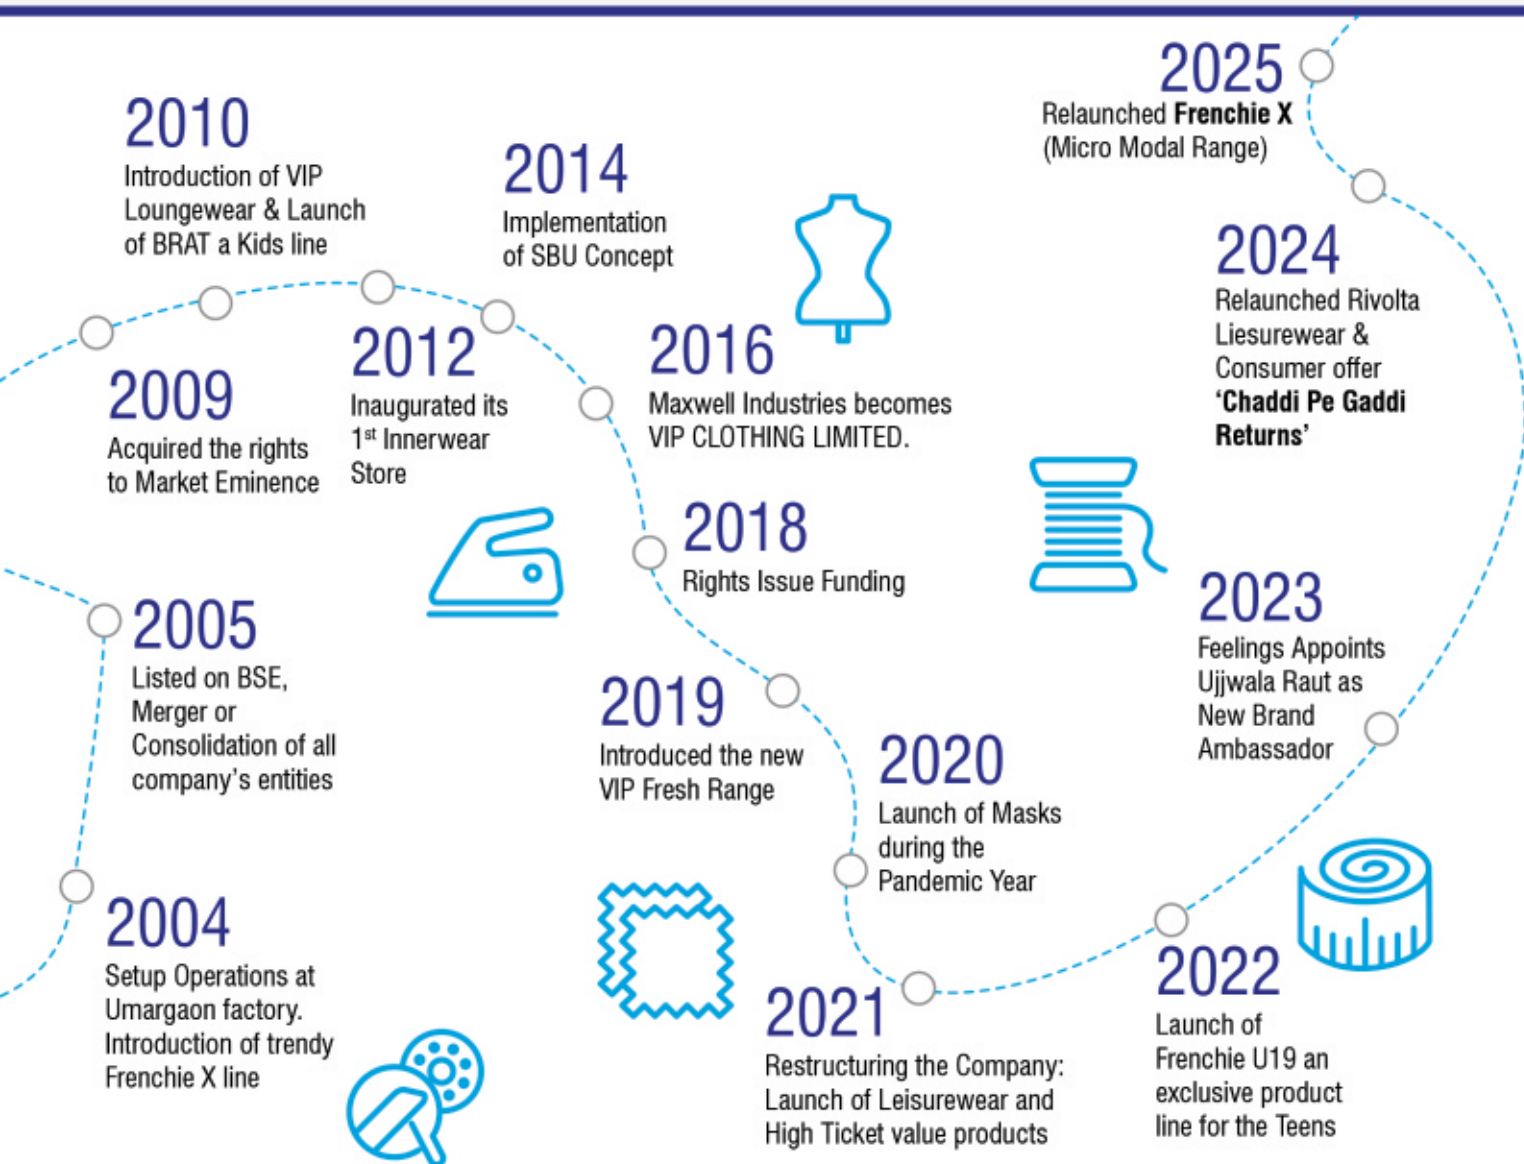 2010
Introduction of VIP
Loungewear & Launch
of BRAT a Kids line
2014
Implementation
of SBU Concept
2025
Relaunched Frenchie X
(Micro Modal Range)
2009
Acquired the rights
to Market Eminence
2012
Inaugurated its
1st Innerwear
Store
2016
Maxwell Industries becomes
VIP CLOTHING LIMITED.
2024
Relaunched Rivolta
Liesurewear &
Consumer offer
‘Chaddi Pe Gaddi
Returns’
2018
Rights Issue Funding
2005
Listed on BSE,
Merger or
Consolidation of all
company’s entities
2019
Introduced the new
VIP Fresh Range
2023
Feelings Appoints
Ujjwala Raut as
New Brand
Ambassador
2020
Launch of Masks
during the
Pandemic Year
2004
Setup Operations at
Umargaon factory.
Introduction of trendy
Frenchie X line
2021
Restructuring the Company:
Launch of Leisurewear and
High Ticket value products
2022
Launch of
Frenchie U19 an
exclusive product
line for the Teens